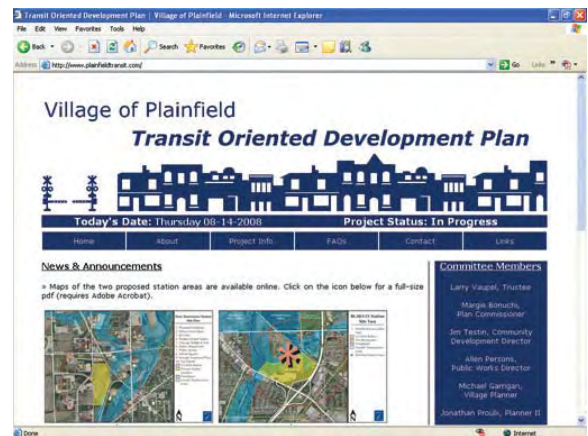 Transit Oriented Development Plan | Village of Plainfield - Microsoft Internet Explorer
File Edit View Favorites Tools Help
Back Search Favorites
Address http://www.plainfieldtransit.com/ Go Links »
Village of Plainfield
Transit Oriented Development Plan
Today's Date: Thursday 08-14-2008 Project Status: In Progress
Home About Project Info FAQs Contact Links
News & Announcements
» Maps of the two proposed station areas are available online. Click on the icon below for a full-size
pdf (requires Adobe Acrobat).
Committee Members
Larry Vaupel, Trustee
Margie Bonuchi,
Plan Commissioner
Jim Testin, Community
Development Director
Allen Persons,
Public Works Director
Michael Garrigan,
Village Planner
Jonathan Proulx, Planner II
Done Internet